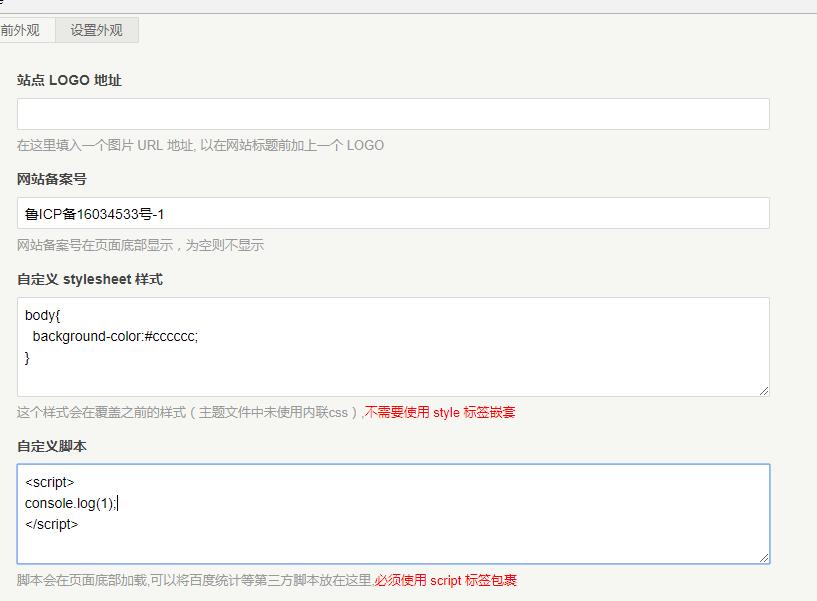 前外观
设置外观
站点 LOGO 地址
在这里填入一个图片 URL 地址, 以在网站标题前加上一个 LOGO
网站备案号
鲁ICP备16034533号-1
网站备案号在页面底部显示，为空则不显示
自定义 stylesheet 样式
body{
background-color:#cccccc;
}
这个样式会在覆盖之前的样式（主题文件中未使用内联css）,不需要使用 style 标签嵌套
自定义脚本
<script>
console.log(1);
</script>
脚本会在页面底部加载,可以将百度统计等第三方脚本放在这里,必须使用 script 标签包裹